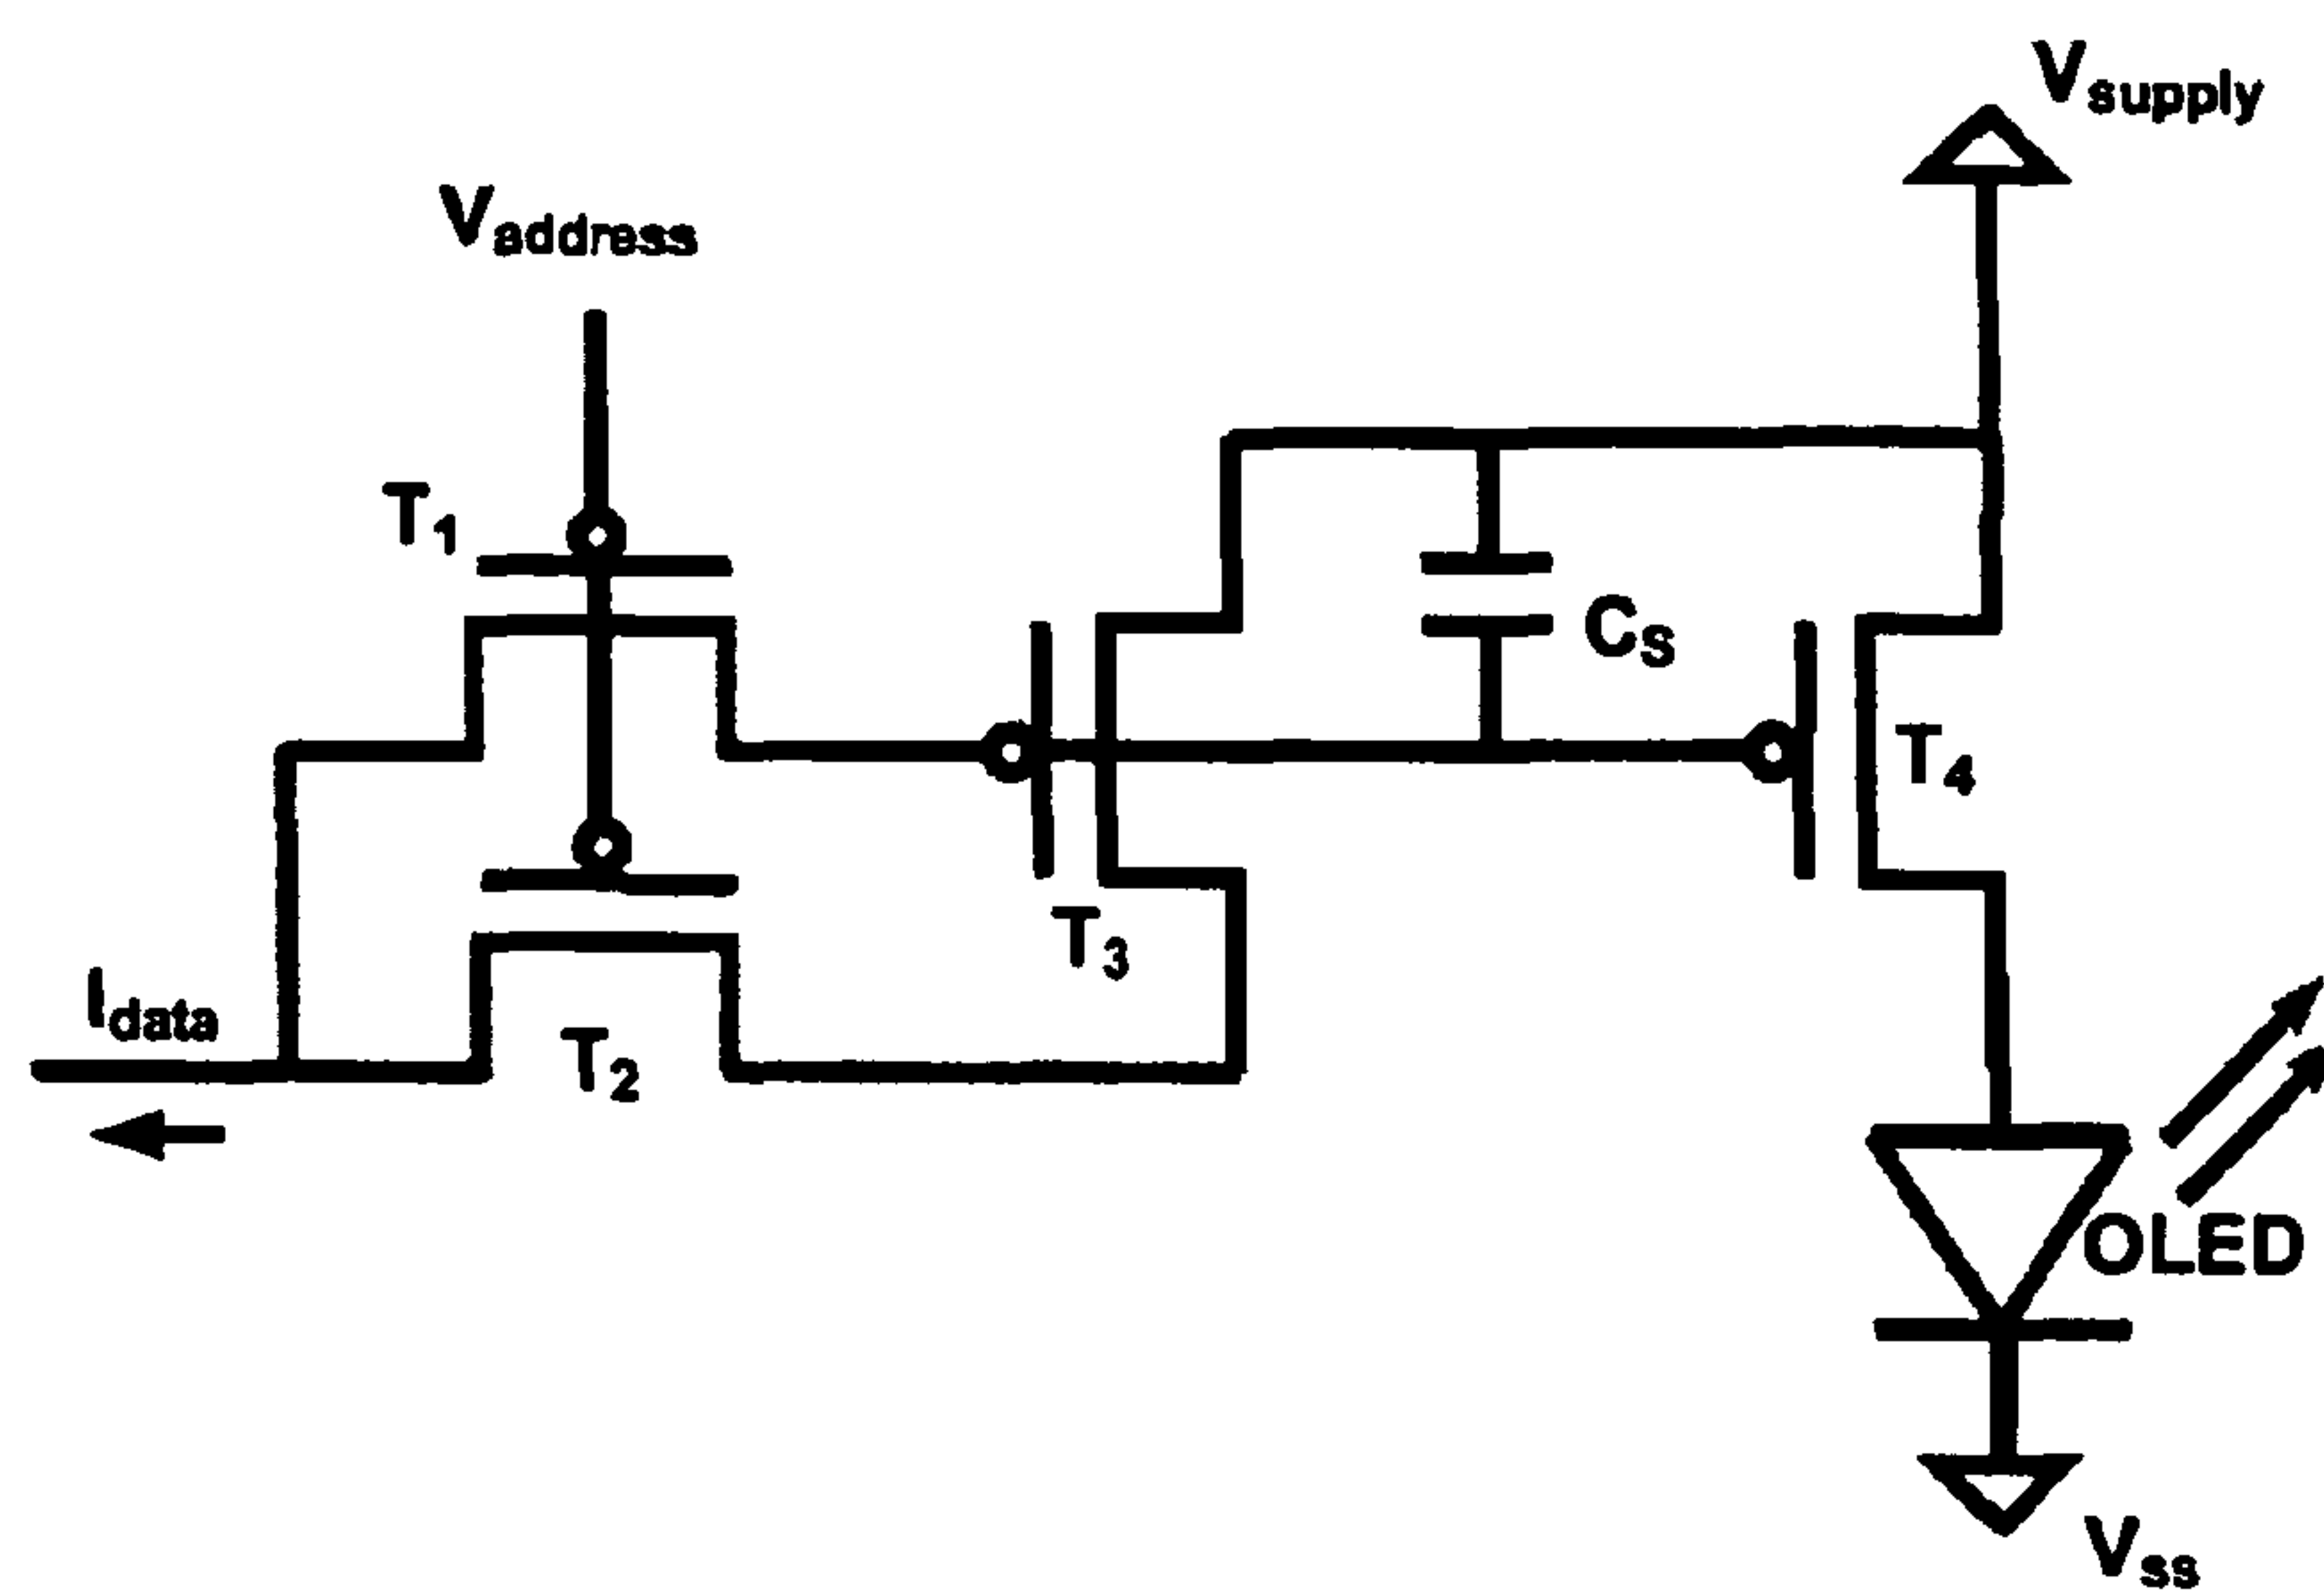 Vsupply
Vaddress
T1
Cs
T4
T3
Idata
T2
OLED
Vss